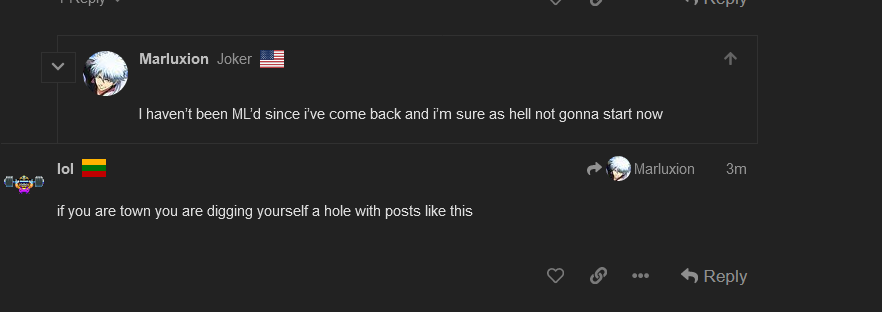 1 Reply
Reply
Marluxion Joker
I haven’t been ML’d since i’ve come back and i’m sure as hell not gonna start now
lol
Marluxion 3m
if you are town you are digging yourself a hole with posts like this
Reply